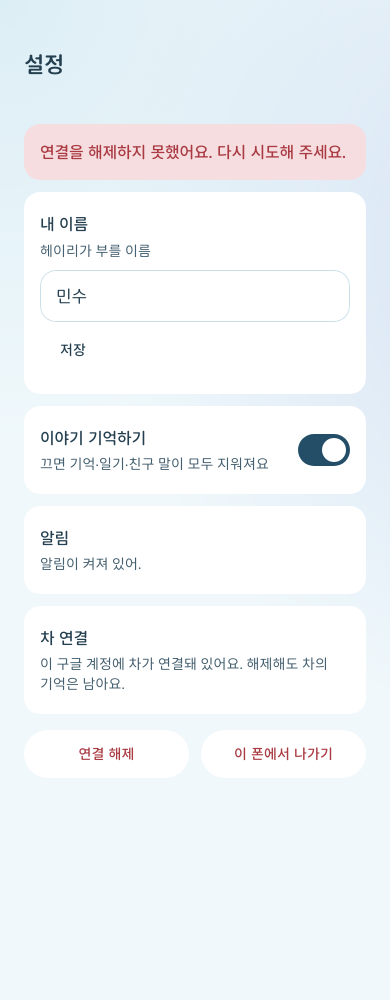 설정
연결을 해제하지 못했어요. 다시 시도해 주세요.
내 이름
헤이리가 부를 이름
민수
저장
이야기 기억하기
끄면 기억·일기·친구 말이 모두 지워져요
알림
알림이 켜져 있어.
차 연결
이 구글 계정에 차가 연결돼 있어요. 해제해도 차의
기억은 남아요.
연결 해제
이 폰에서 나가기